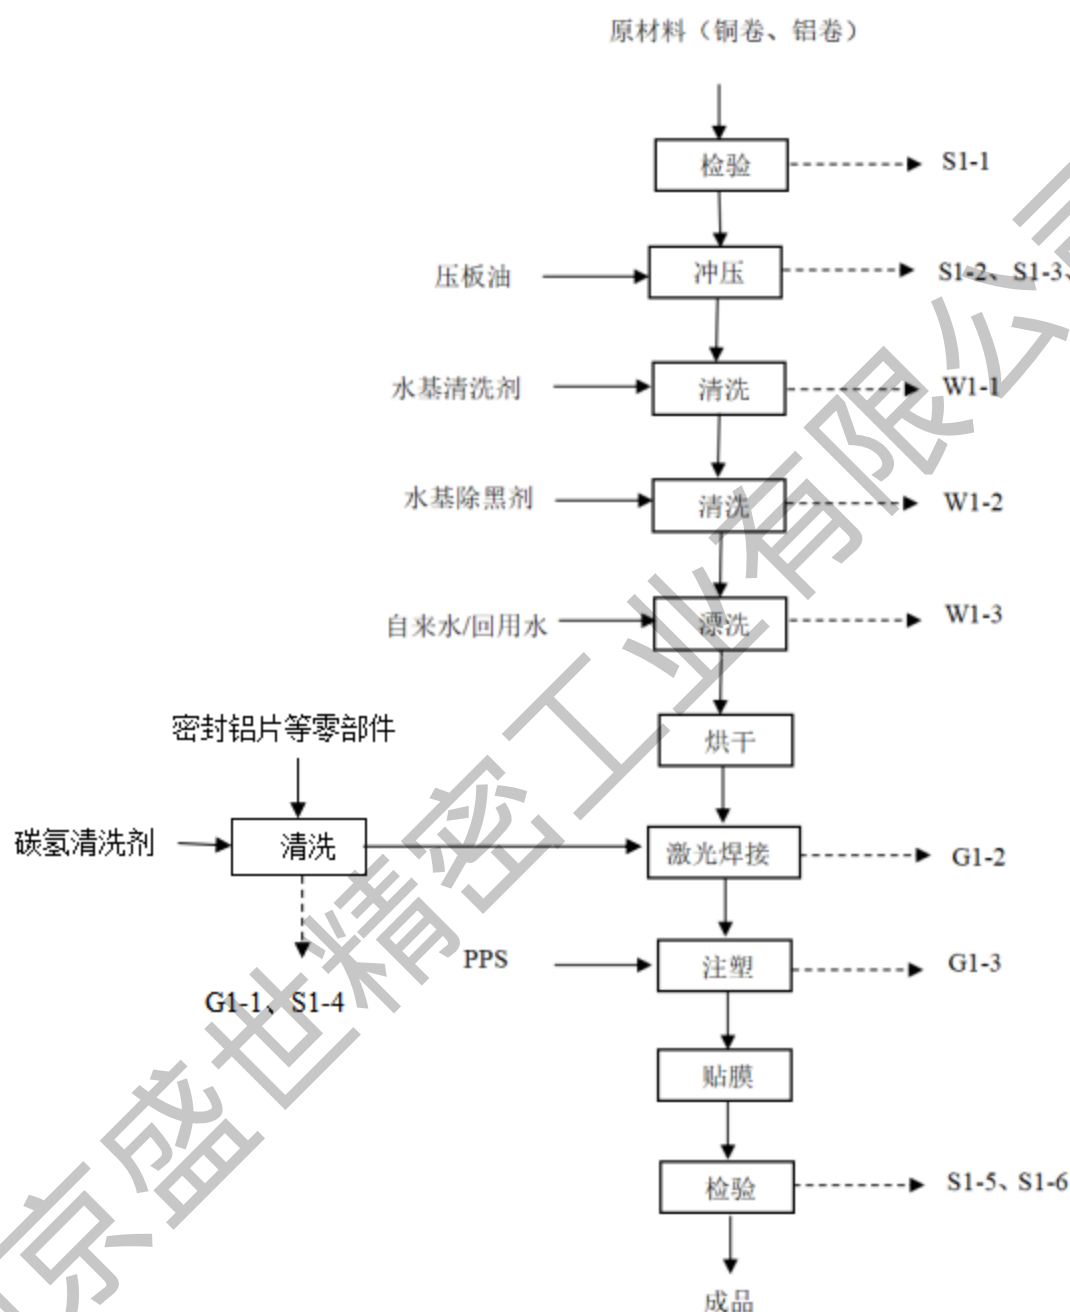 原材料（铜卷、铝卷）
检验
S1-1
压板油
冲压
S1-2、S1-3、
水基清洗剂
清洗
W1-1
水基除黑剂
清洗
W1-2
自来水/回用水
漂洗
W1-3
烘干
密封铝片等零部件
碳氢清洗剂
清洗
激光焊接
G1-2
G1-1、S1-4
PPS
注塑
G1-3
贴膜
检验
S1-5、S1-6
成品
京盛世精密工业有限公司